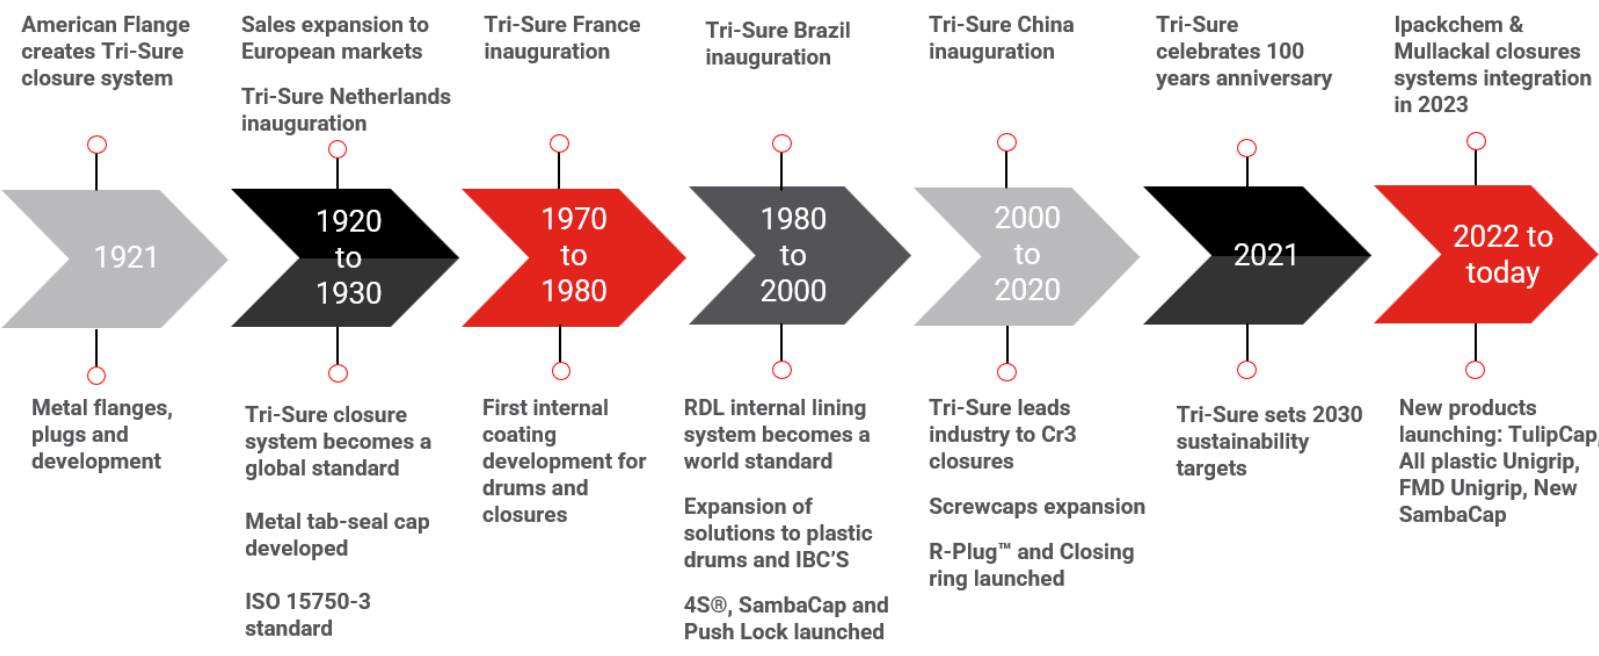 American Flange
creates Tri-Sure
closure system
Sales expansion to
European markets
Tri-Sure Netherlands
inauguration
Tri-Sure France
inauguration
Tri-Sure Brazil
inauguration
Tri-Sure China
inauguration
Tri-Sure
celebrates 100
years anniversary
Ipackchem &
Mullackal closures
systems integration
in 2023
1921
1920
to
1930
1970
to
1980
1980
to
2000
2000
to
2020
2021
2022 to
today
Metal flanges,
plugs and
development
Tri-Sure closure
system becomes a
global standard
Metal tab-seal cap
developed
ISO 15750-3
standard
First internal
coating
development for
drums and
closures
RDL internal lining
system becomes a
world standard
Expansion of
solutions to plastic
drums and IBC'S
4S®, SambaCap and
Push Lock launched
Tri-Sure leads
industry to Cr3
closures
Screwcaps expansion
R-Plug™ and Closing
ring launched
Tri-Sure sets 2030
sustainability
targets
New products
launching: TulipCap,
All plastic Unigrip,
FMD Unigrip, New
SambaCap